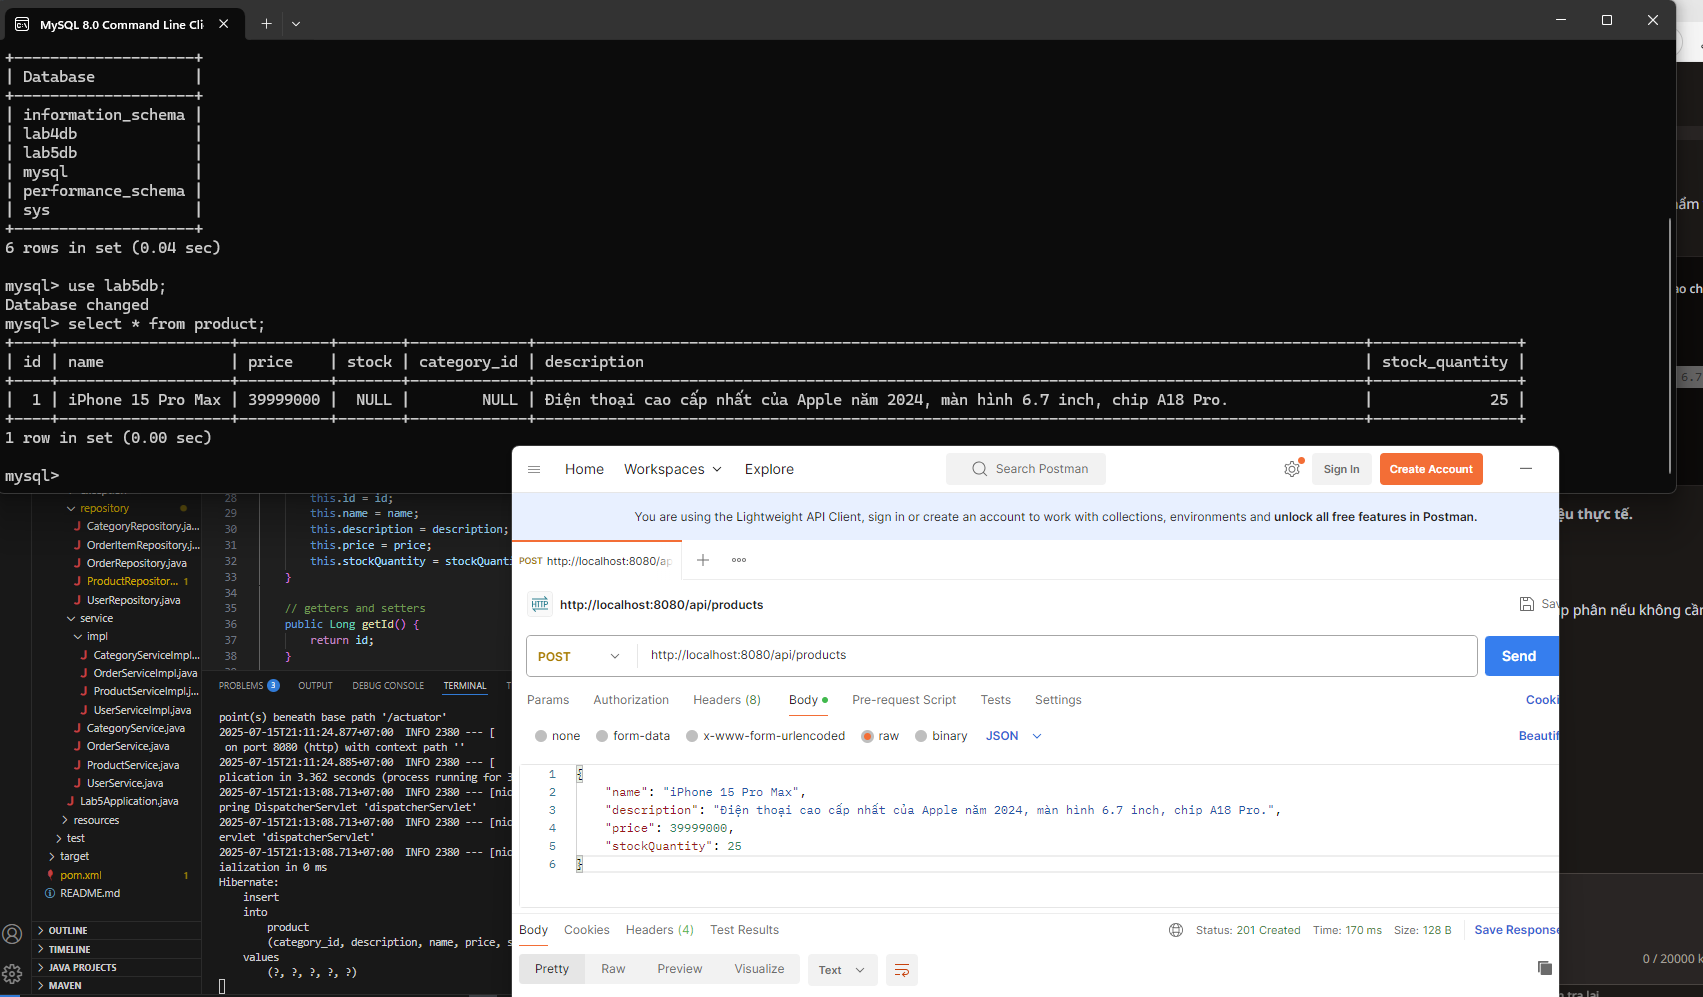 MySQL 8.0 Command Line Cli
+--------------------+
| Database           |
+--------------------+
| information_schema |
| lab4db             |
| lab5db             |
| mysql              |
| performance_schema |
| sys                |
+--------------------+
6 rows in set (0.04 sec)
mysql> use lab5db;
Database changed
mysql> select * from product;
| id | name | price | stock | category_id | description | stock_quantity |
| 1 | iPhone 15 Pro Max | 39999000 | NULL | NULL | Điện thoại cao cấp nhất của Apple năm 2024, màn hình 6.7 inch, chip A18 Pro. | 25 |
1 row in set (0.00 sec)
mysql>
repository
CategoryRepository.ja...
OrderItemRepository.j...
OrderRepository.java
ProductRepositor... 1
UserRepository.java
service
impl
CategoryServiceImpl...
OrderServiceImpl.java
ProductServiceImpl.j...
UserServiceImpl.java
CategoryService.java
OrderService.java
ProductService.java
UserService.java
Lab5Application.java
resources
test
target
pom.xml 1
README.md
OUTLINE
TIMELINE
JAVA PROJECTS
MAVEN
28 this.id = id;
29 this.name = name;
30 this.description = description;
31 this.price = price;
32 this.stockQuantity = stockQuanti
33 }
34
35 // getters and setters
36 public Long getId() {
37 return id;
38 }
PROBLEMS 3 OUTPUT DEBUG CONSOLE TERMINAL
point(s) beneath base path '/actuator'
2025-07-15T21:11:24.877+07:00 INFO 2380 --- [
on port 8080 (http) with context path ''
2025-07-15T21:11:24.885+07:00 INFO 2380 --- [
plication in 3.362 seconds (process running for 3
2025-07-15T21:13:08.713+07:00 INFO 2380 --- [nio
pring DispatcherServlet 'dispatcherServlet'
2025-07-15T21:13:08.713+07:00 INFO 2380 --- [nio
ervlet 'dispatcherServlet'
2025-07-15T21:13:08.713+07:00 INFO 2380 --- [nio
ialization in 0 ms
Hibernate:
insert
into
product
(category_id, description, name, price, s
values
(?, ?, ?, ?, ?)
Home Workspaces Explore
Search Postman
Sign In
Create Account
You are using the Lightweight API Client, sign in or create an account to work with collections, environments and unlock all free features in Postman.
POST http://localhost:8080/ap
HTTP http://localhost:8080/api/products
Sav
POST http://localhost:8080/api/products
Send
Params Authorization Headers (8) Body Pre-request Script Tests Settings
Cooki
none form-data x-www-form-urlencoded raw binary JSON
Beautif
1 {
2 "name": "iPhone 15 Pro Max",
3 "description": "Điện thoại cao cấp nhất của Apple năm 2024, màn hình 6.7 inch, chip A18 Pro.",
4 "price": 39999000,
5 "stockQuantity": 25
6 }
Body Cookies Headers (4) Test Results
Status: 201 Created Time: 170 ms Size: 128 B
Save Response
Pretty Raw Preview Visualize Text
ao ch
6.7
ệu thực tế.
p phân nếu không cần
0 / 20000 k